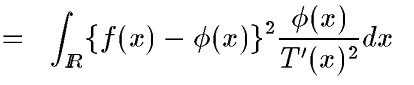 = ∫_ℝ {f(x) − ϕ(x)}² ϕ(x)/T′(x)² dx